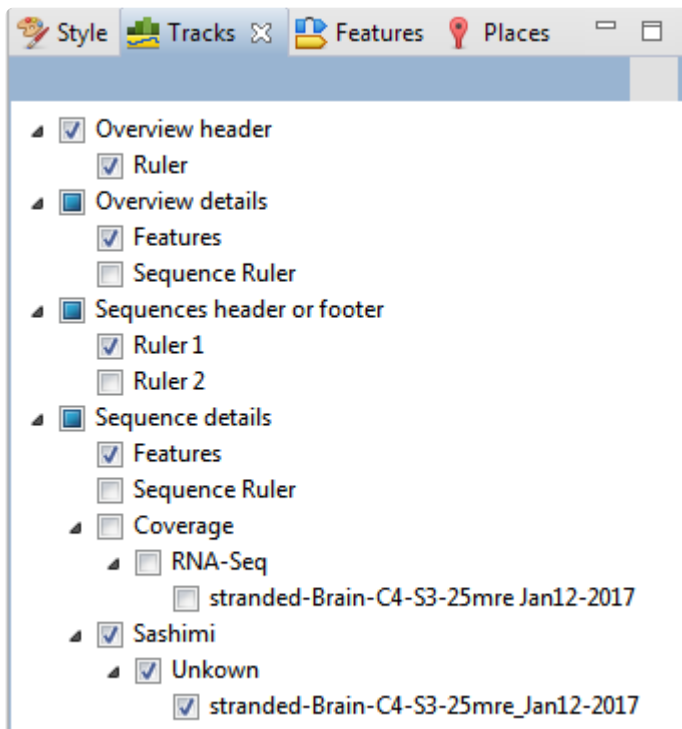 Style Tracks Features Places
Overview header
Ruler
Overview details
Features
Sequence Ruler
Sequences header or footer
Ruler 1
Ruler 2
Sequence details
Features
Sequence Ruler
Coverage
RNA-Seq
stranded-Brain-C4-S3-25mre Jan12-2017
Sashimi
Unkown
stranded-Brain-C4-S3-25mre_Jan12-2017